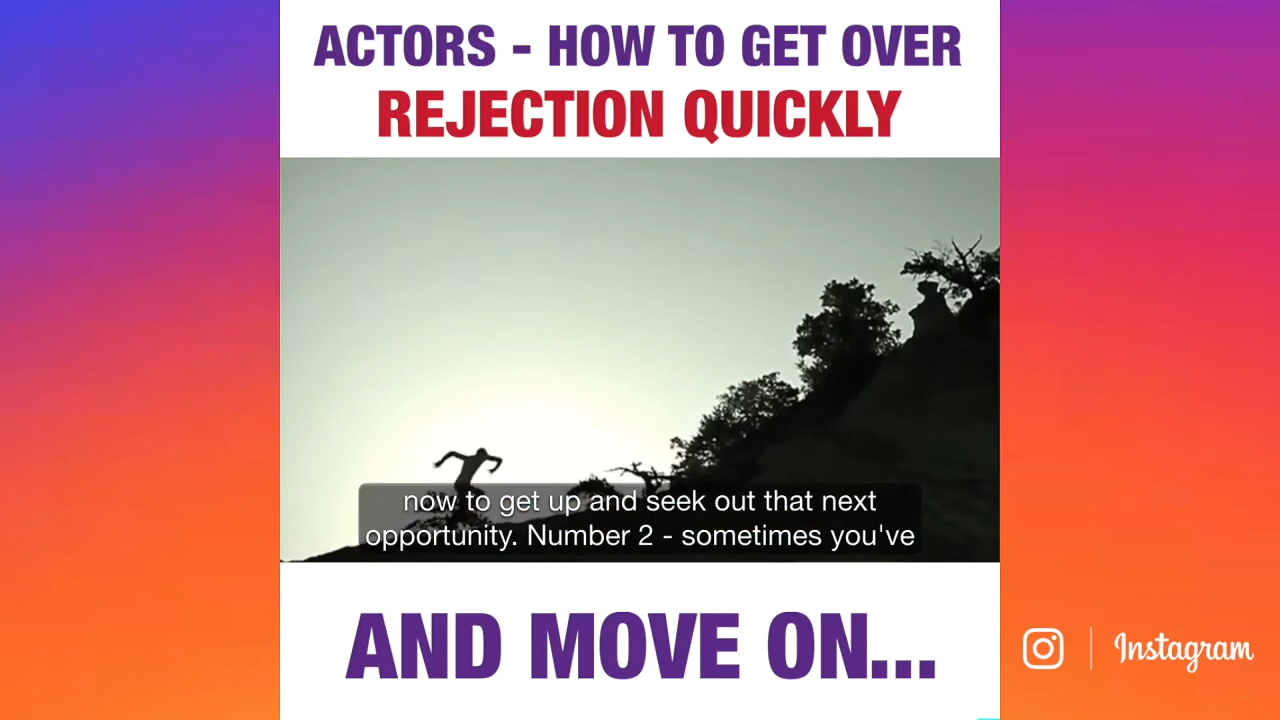 ACTORS - HOW TO GET OVER
REJECTION QUICKLY
now to get up and seek out that next
opportunity. Number 2 - sometimes you've
AND MOVE ON...
Instagram